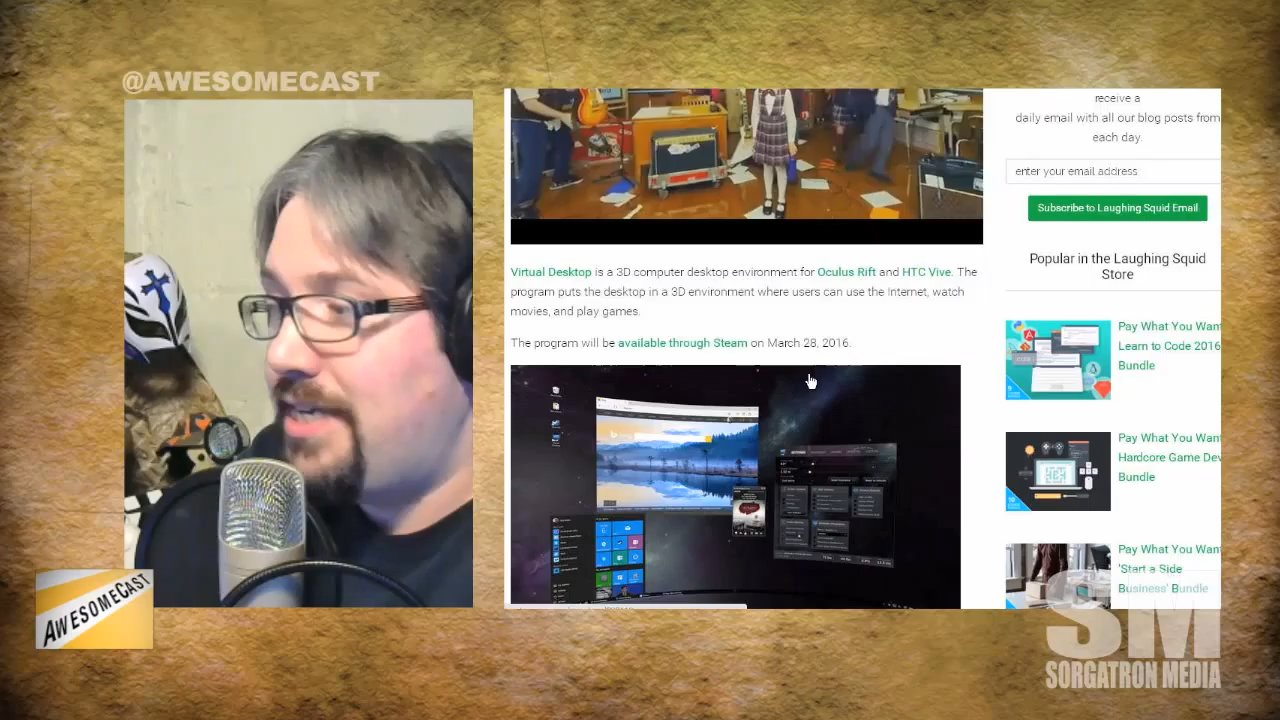 @AWESOMECAST
receive a
daily email with all our blog posts from
each day.
enter your email address
Subscribe to Laughing Squid Email
Virtual Desktop is a 3D computer desktop environment for Oculus Rift and HTC Vive. The
program puts the desktop in a 3D environment where users can use the Internet, watch
movies, and play games.
The program will be available through Steam on March 28, 2016.
Popular in the Laughing Squid
Store
Pay What You Want
Learn to Code 2016
Bundle
Pay What You Want
Hardcore Game Dev
Bundle
Pay What You Want
'Start a Side
Business' Bundle
AWESOMECAST
SM
SORGATRON MEDIA